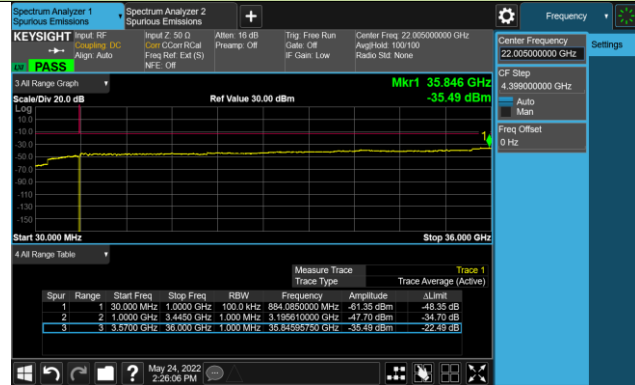 Spectrum Analyzer 1
Spurious Emissions
Spectrum Analyzer 2
Spurious Emissions
Frequency
KEYSIGHT
Input: RF
Coupling: DC
Align: Auto
Input Z: 50 Ω
Corr CCorr RCal
Freq Ref: Ext (S)
NFE: Off
Atten: 16 dB
Preamp: Off
Trig: Free Run
Gate: Off
IF Gain: Low
Center Freq: 22.005000000 GHz
Avg|Hold: 100/100
Radio Std: None
PASS
Center Frequency
22.005000000 GHz
Settings
CF Step
4.399000000 GHz
Auto
Man
Freq Offset
0 Hz
3 All Range Graph
Mkr1 35.846 GHz
-35.49 dBm
Scale/Div 20.0 dB
Ref Value 30.00 dBm
Log
10.0
-10.0
-30.0
-50.0
-70.0
-90.0
-110
-130
-150
1
Start 30.000 MHz
Stop 36.000 GHz
4 All Range Table
Measure Trace Trace 1
Trace Type Trace Average (Active)
Spur Range Start Freq Stop Freq RBW Frequency Amplitude ΔLimit
1 1 30.000 MHz 1.0000 GHz 100.0 kHz 884.0850000 MHz -61.35 dBm -48.35 dB
2 2 1.0000 GHz 3.4450 GHz 1.000 MHz 3.195610000 GHz -47.70 dBm -34.70 dB
3 3 3.5700 GHz 36.000 GHz 1.000 MHz 35.84595750 GHz -35.49 dBm -22.49 dB
May 24, 2022
2:26:06 PM